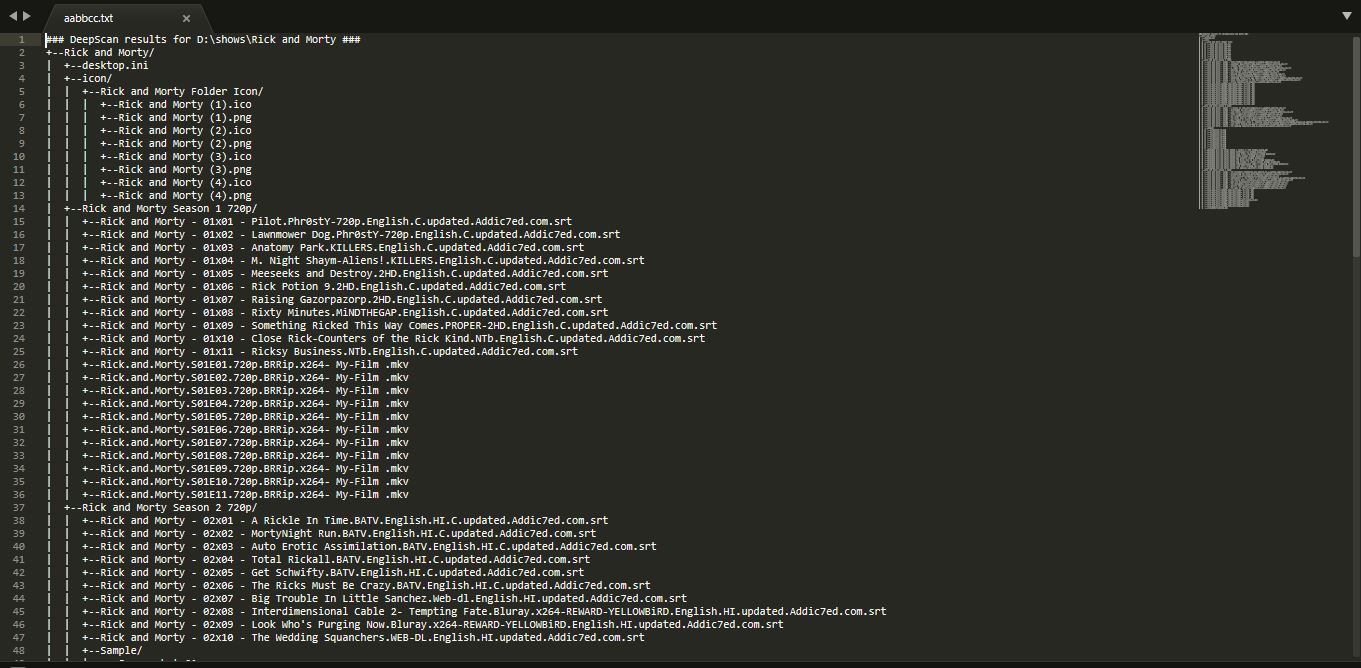 aabbcc.txt
1 ### DeepScan results for D:\shows\Rick and Morty ###
2 +--Rick and Morty/
3 | +--desktop.ini
4 | +--icon/
5 | | +--Rick and Morty Folder Icon/
6 | | | +--Rick and Morty (1).ico
7 | | | +--Rick and Morty (1).png
8 | | | +--Rick and Morty (2).ico
9 | | | +--Rick and Morty (2).png
10 | | | +--Rick and Morty (3).ico
11 | | | +--Rick and Morty (3).png
12 | | | +--Rick and Morty (4).ico
13 | | | +--Rick and Morty (4).png
14 | +--Rick and Morty Season 1 720p/
15 | | +--Rick and Morty - 01x01 - Pilot.Phr0stY-720p.English.C.updated.Addic7ed.com.srt
16 | | +--Rick and Morty - 01x02 - Lawnmower Dog.Phr0stY-720p.English.C.updated.Addic7ed.com.srt
17 | | +--Rick and Morty - 01x03 - Anatomy Park.KILLERS.English.C.updated.Addic7ed.com.srt
18 | | +--Rick and Morty - 01x04 - M. Night Shaym-Aliens!.KILLERS.English.C.updated.Addic7ed.com.srt
19 | | +--Rick and Morty - 01x05 - Meeseeks and Destroy.2HD.English.C.updated.Addic7ed.com.srt
20 | | +--Rick and Morty - 01x06 - Rick Potion 9.2HD.English.C.updated.Addic7ed.com.srt
21 | | +--Rick and Morty - 01x07 - Raising Gazorpazorp.2HD.English.C.updated.Addic7ed.com.srt
22 | | +--Rick and Morty - 01x08 - Rixty Minutes.MiNDTHEGAP.English.C.updated.Addic7ed.com.srt
23 | | +--Rick and Morty - 01x09 - Something Ricked This Way Comes.PROPER-2HD.English.C.updated.Addic7ed.com.srt
24 | | +--Rick and Morty - 01x10 - Close Rick-Counters of the Rick Kind.NTb.English.C.updated.Addic7ed.com.srt
25 | | +--Rick and Morty - 01x11 - Ricksy Business.NTb.English.C.updated.Addic7ed.com.srt
26 | | +--Rick.and.Morty.S01E01.720p.BRRip.x264- My-Film .mkv
27 | | +--Rick.and.Morty.S01E02.720p.BRRip.x264- My-Film .mkv
28 | | +--Rick.and.Morty.S01E03.720p.BRRip.x264- My-Film .mkv
29 | | +--Rick.and.Morty.S01E04.720p.BRRip.x264- My-Film .mkv
30 | | +--Rick.and.Morty.S01E05.720p.BRRip.x264- My-Film .mkv
31 | | +--Rick.and.Morty.S01E06.720p.BRRip.x264- My-Film .mkv
32 | | +--Rick.and.Morty.S01E07.720p.BRRip.x264- My-Film .mkv
33 | | +--Rick.and.Morty.S01E08.720p.BRRip.x264- My-Film .mkv
34 | | +--Rick.and.Morty.S01E09.720p.BRRip.x264- My-Film .mkv
35 | | +--Rick.and.Morty.S01E10.720p.BRRip.x264- My-Film .mkv
36 | | +--Rick.and.Morty.S01E11.720p.BRRip.x264- My-Film .mkv
37 | +--Rick and Morty Season 2 720p/
38 | | +--Rick and Morty - 02x01 - A Rickle In Time.BATV.English.HI.C.updated.Addic7ed.com.srt
39 | | +--Rick and Morty - 02x02 - MortyNight Run.BATV.English.HI.C.updated.Addic7ed.com.srt
40 | | +--Rick and Morty - 02x03 - Auto Erotic Assimilation.BATV.English.HI.C.updated.Addic7ed.com.srt
41 | | +--Rick and Morty - 02x04 - Total Rickall.BATV.English.HI.C.updated.Addic7ed.com.srt
42 | | +--Rick and Morty - 02x05 - Get Schwifty.BATV.English.HI.C.updated.Addic7ed.com.srt
43 | | +--Rick and Morty - 02x06 - The Ricks Must Be Crazy.BATV.English.HI.C.updated.Addic7ed.com.srt
44 | | +--Rick and Morty - 02x07 - Big Trouble In Little Sanchez.Web-dl.English.HI.C.updated.Addic7ed.com.srt
45 | | +--Rick and Morty - 02x08 - Interdimensional Cable 2- Tempting Fate.Bluray.x264-REWARD-YELLOWBiRD.English.HI.updated.Addic7ed.com.srt
46 | | +--Rick and Morty - 02x09 - Look Who's Purging Now.Bluray.x264-REWARD-YELLOWBiRD.English.HI.updated.Addic7ed.com.srt
47 | | +--Rick and Morty - 02x10 - The Wedding Squanchers.WEB-DL.English.HI.updated.Addic7ed.com.srt
48 | | +--Sample/